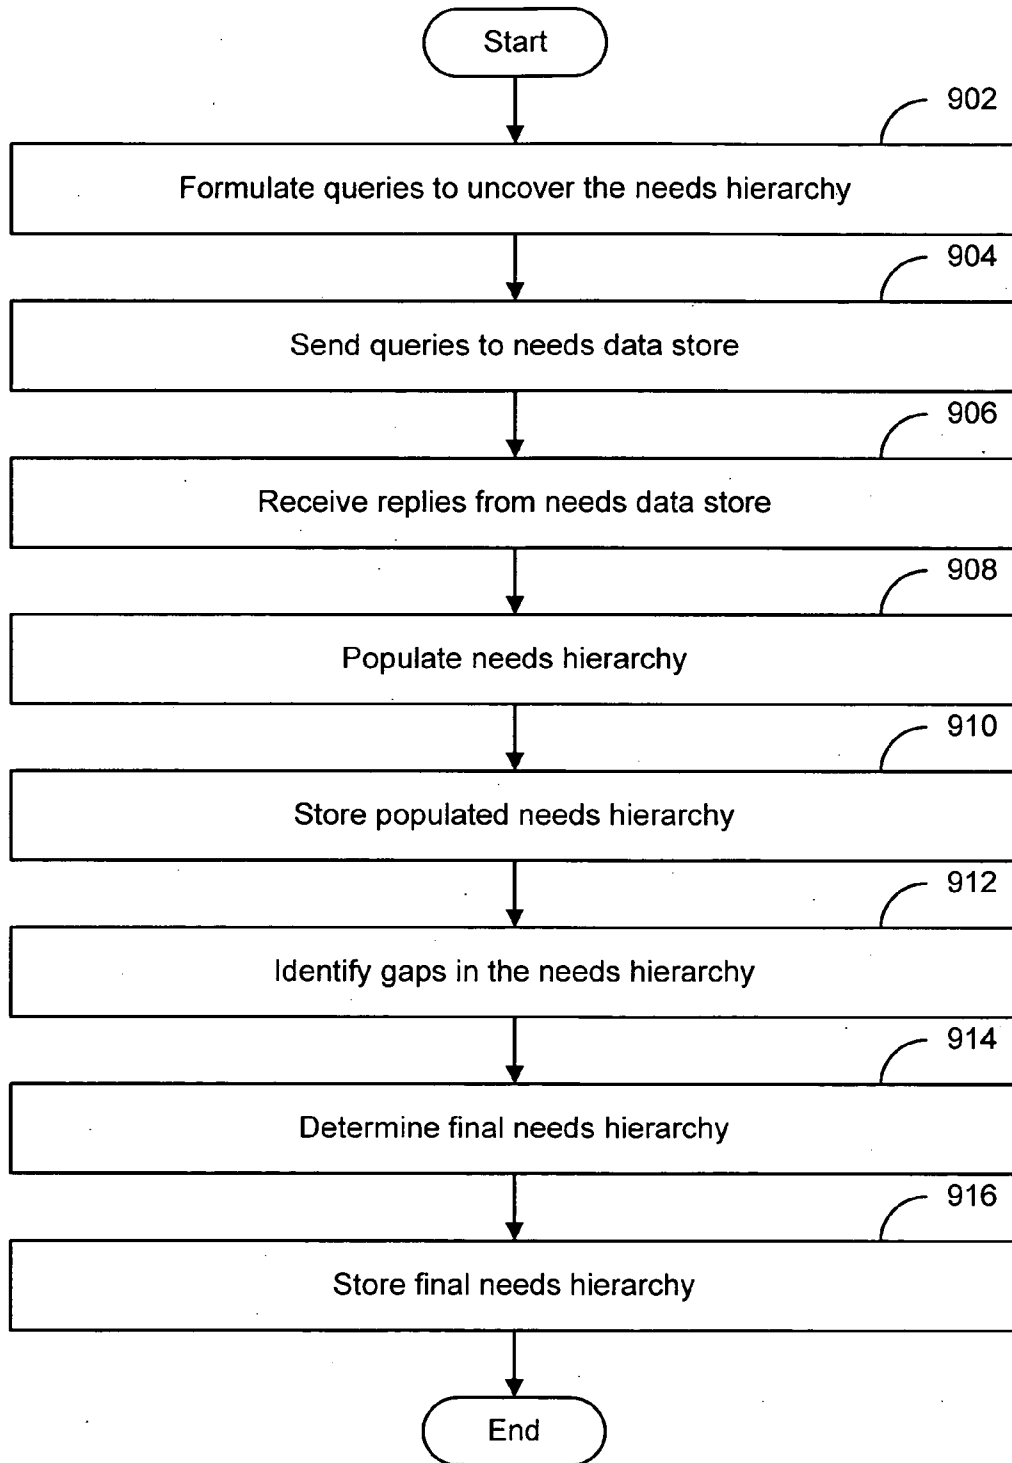 Start
902
Formulate queries to uncover the needs hierarchy
904
Send queries to needs data store
906
Receive replies from needs data store
908
Populate needs hierarchy
910
Store populated needs hierarchy
912
Identify gaps in the needs hierarchy
914
Determine final needs hierarchy
916
Store final needs hierarchy
End